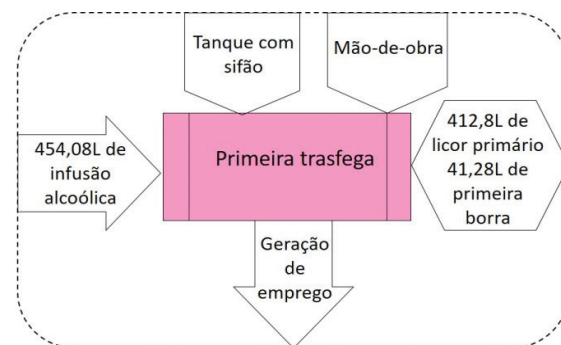 Tanque com
sifão
Mão-de-obra
454,08L de
infusão
alcoólica
Primeira trasfega
412,8L de
licor primário
41,28L de
primeira
borra
Geração
de
emprego